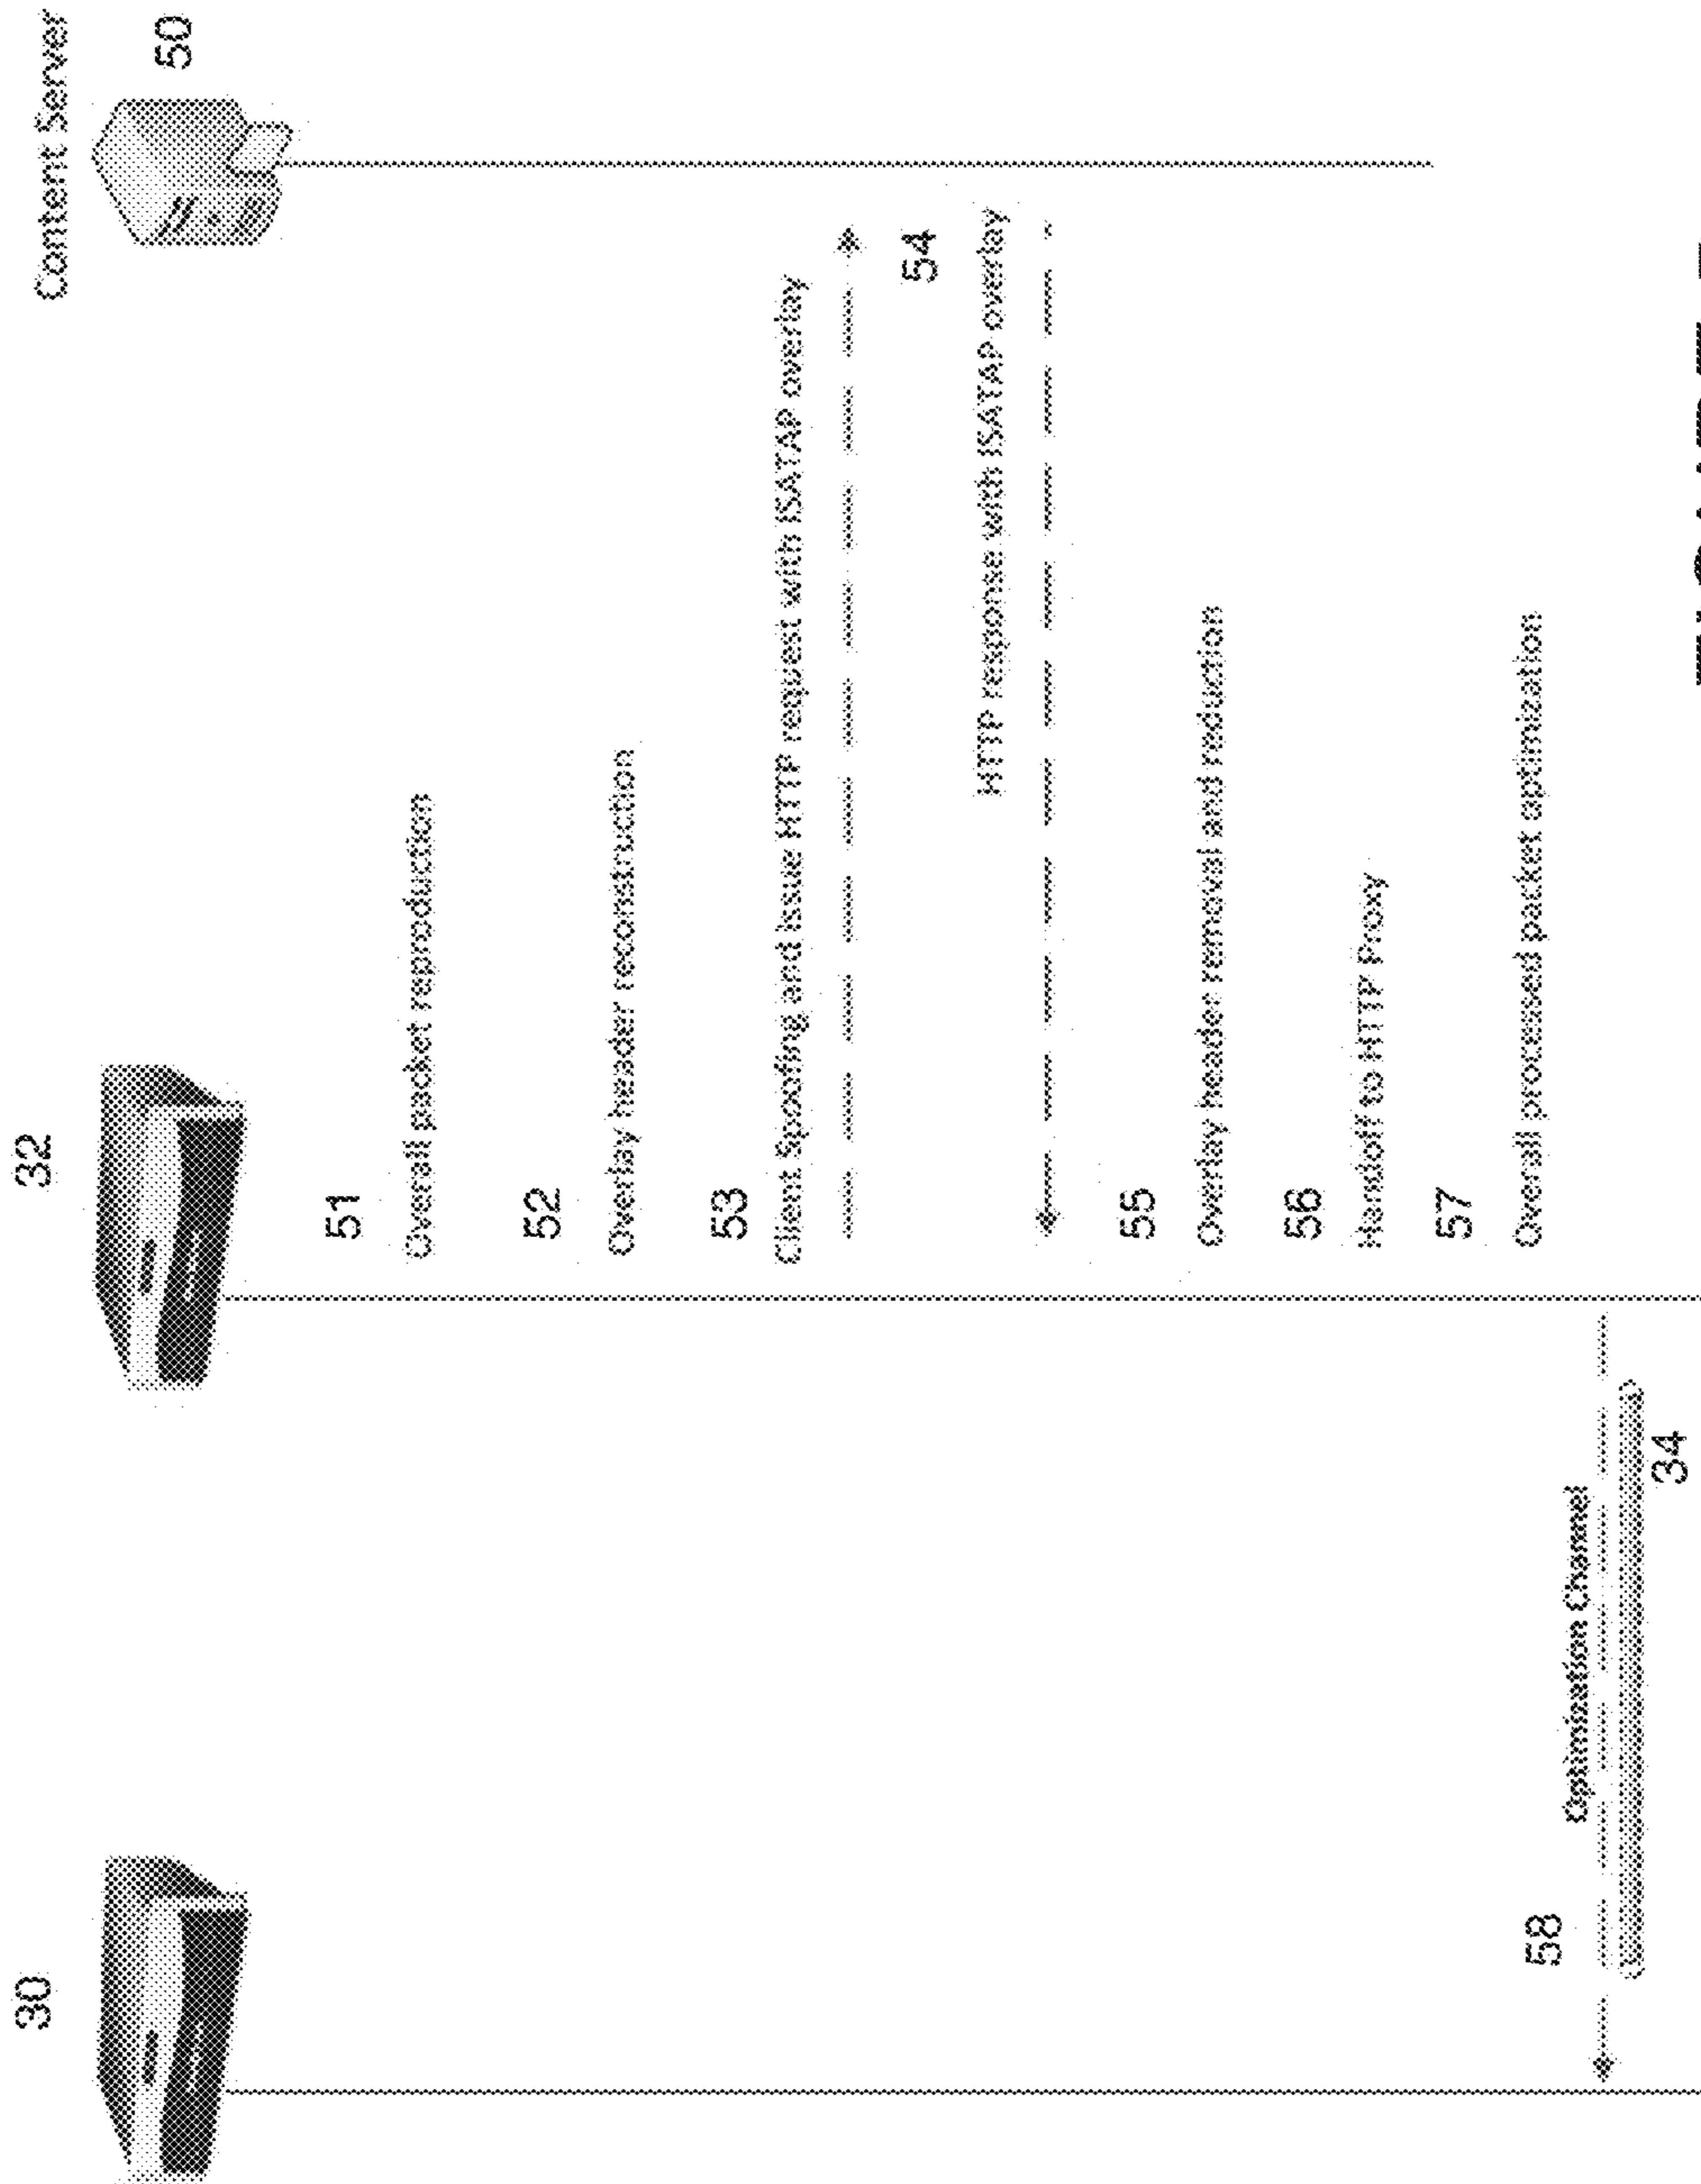 30
32
Content Server
50
51
Overall packet reproduction
52
Overlay header reconstruction
53
Client Spoofing and issue HTTP request with ISATAP overlay
54
HTTP response with ISATAP overlay
55
Overlay header removal and reduction
56
Handoff to HTTP Proxy
57
Overall processed packet optimization
58
Optimization Channel
34